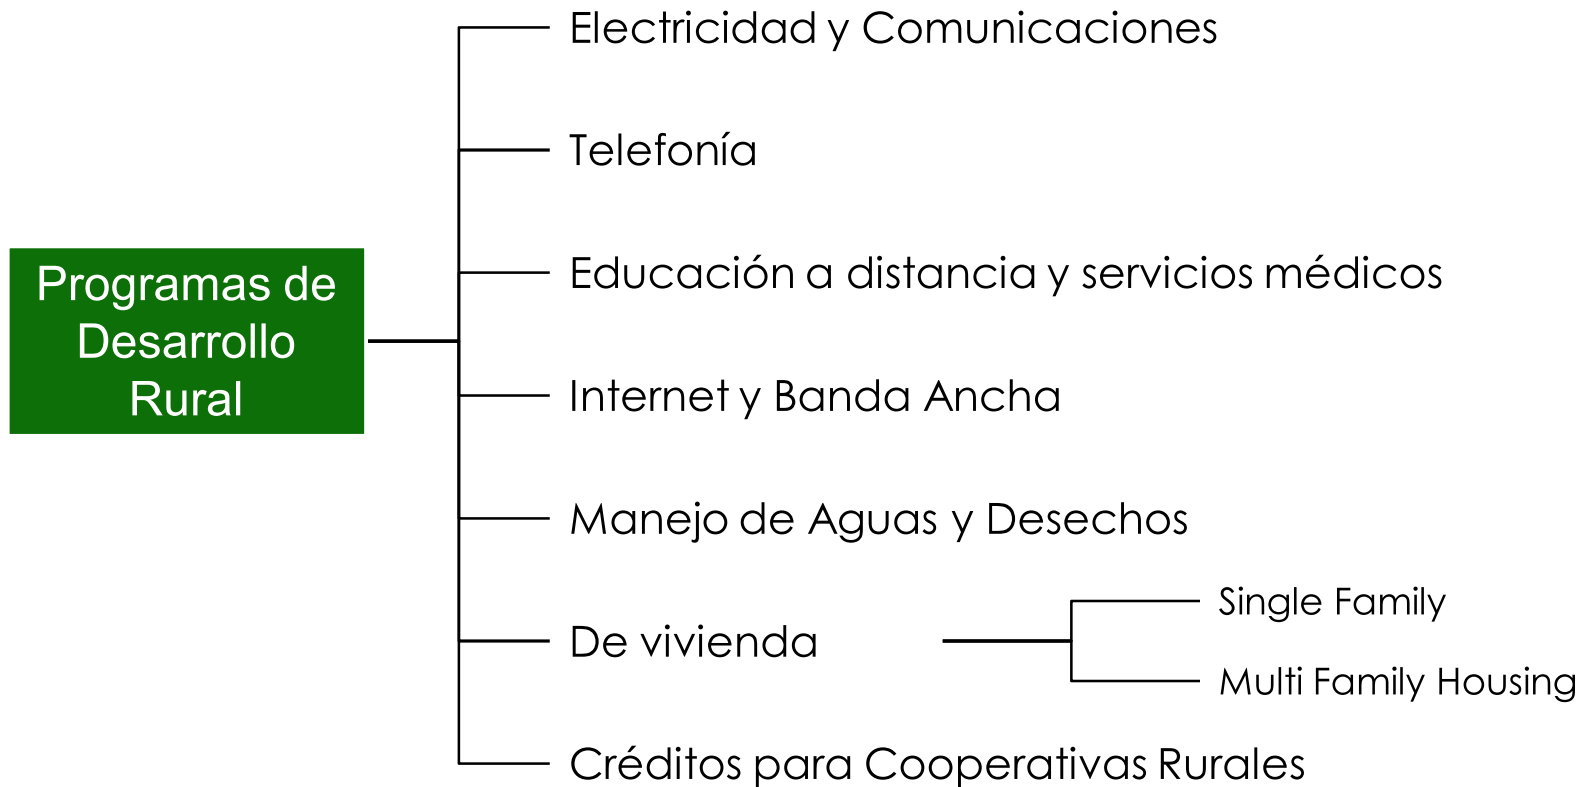 Programas de
Desarrollo
Rural
Electricidad y Comunicaciones
Telefonía
Educación a distancia y servicios médicos
Internet y Banda Ancha
Manejo de Aguas y Desechos
De vivienda
Single Family
Multi Family Housing
Créditos para Cooperativas Rurales